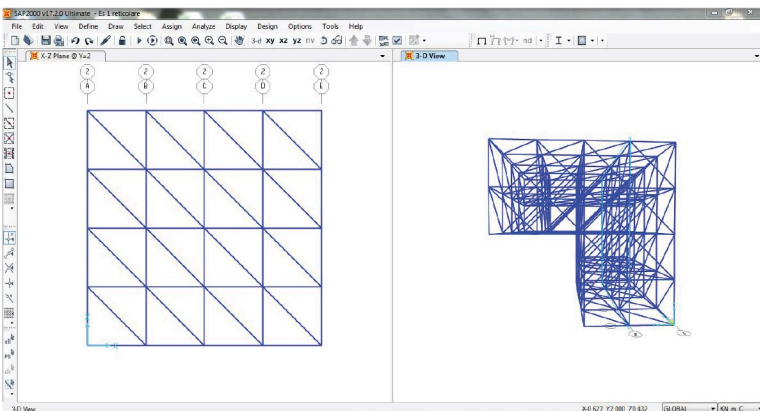 SAP2000 v17.2.0 Ultimate - Es 1 reticolare
File Edit View Define Draw Select Assign Analyze Display Design Options Tools Help
3-d xy xz yz nv nd
X-Z Plane @ Y=2
3-D View
2 2 2 2 2
A B C D E
3-D View
X-0.627 Y2.000 Z0.432 GLOBAL KN, m, C